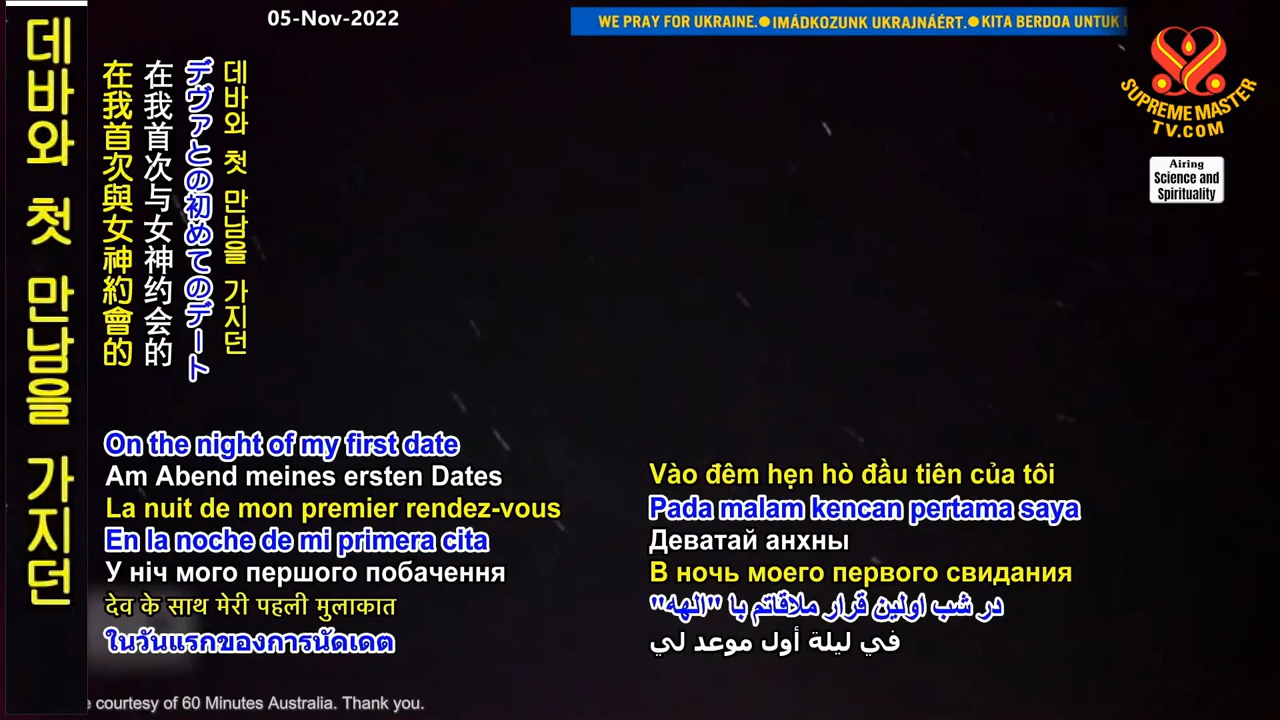 05-Nov-2022
WE PRAY FOR UKRAINE.●IMÁDKOZUNK UKRAJNÁÉRT.●KITA BERDOA UNTUK
SUPREME MASTER
TV.COM
Airing
Science and
Spirituality
데바와 첫 만남을 가지던
在我首次與女神約會的
在我首次与女神约会的
デヴァとの初めてのデート
데바와 첫 만남을 가지던
On the night of my first date
Am Abend meines ersten Dates
La nuit de mon premier rendez-vous
En la noche de mi primera cita
У ніч мого першого побачення
देव के साथ मेरी पहली मुलाकात
ในวันแรกของการนัดเดต
Vào đêm hẹn hò đầu tiên của tôi
Pada malam kencan pertama saya
Деватай анхны
В ночь моего первого свидания
در شب اولین قرار ملاقاتم با "الهه"
في ليلة أول موعد لي
courtesy of 60 Minutes Australia. Thank you.